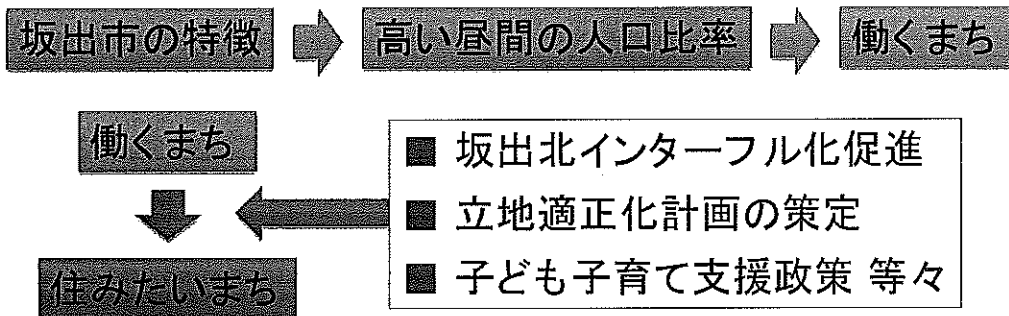 坂出市の特徴 高い昼間の人口比率 働くまち
働くまち
■ 坂出北インターフル化促進
■ 立地適正化計画の策定
■ 子ども子育て支援政策 等々
住みたいまち